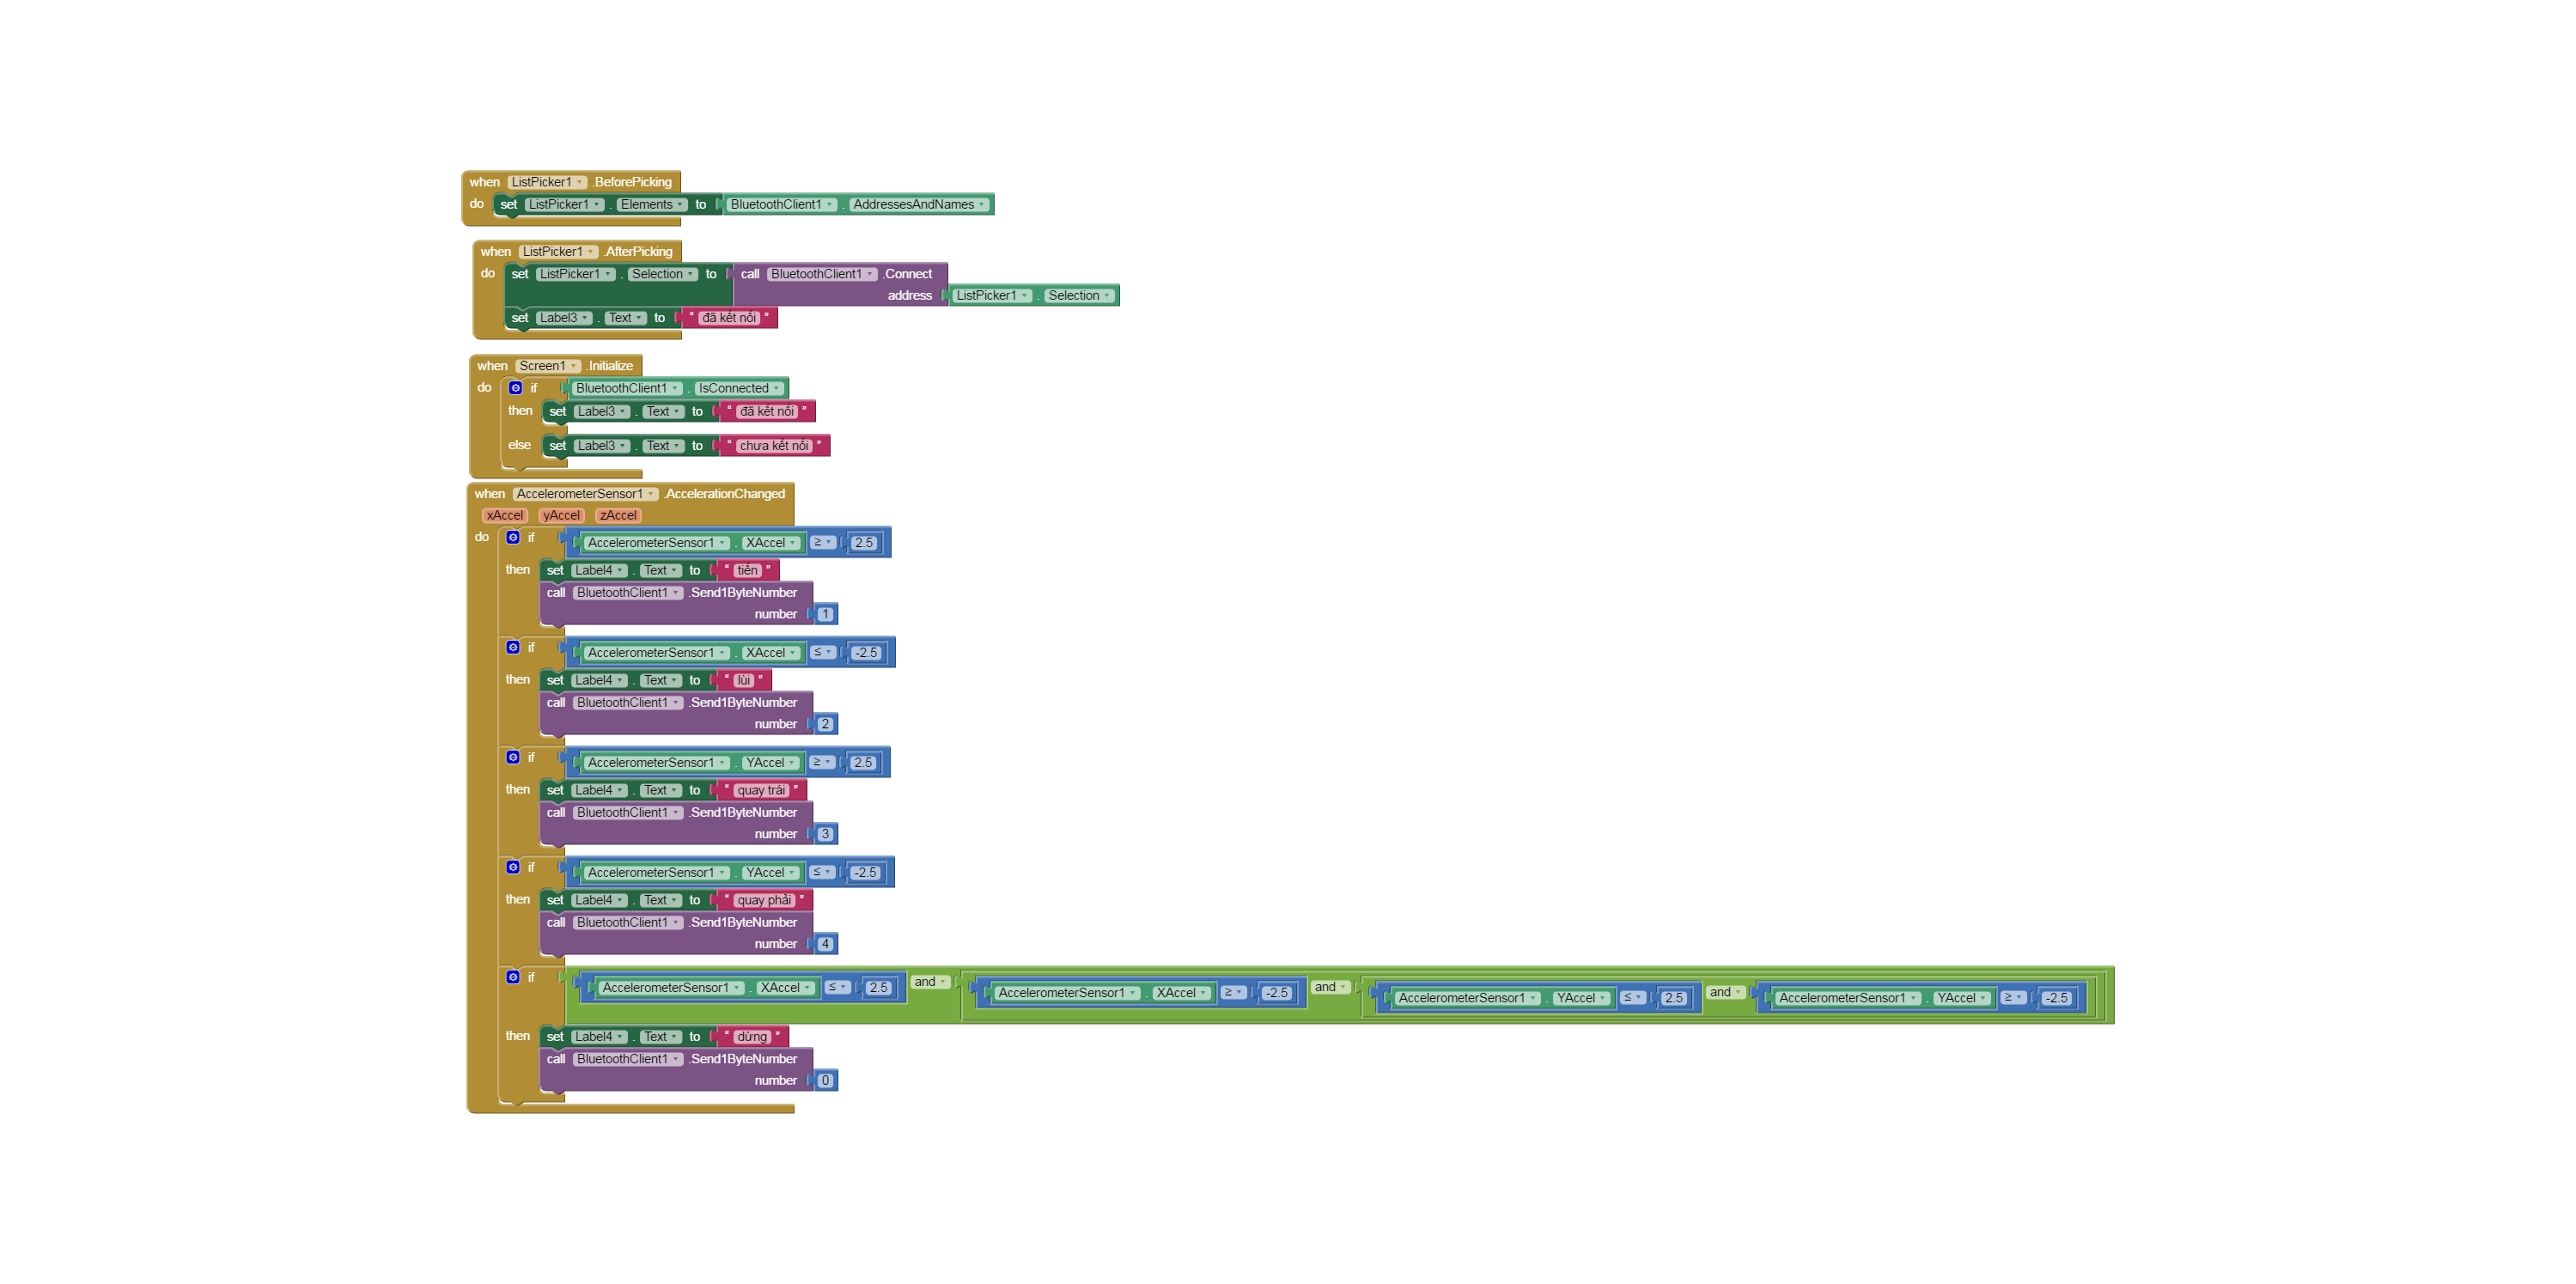 when ListPicker1 .BeforePicking
do set ListPicker1 . Elements to BluetoothClient1 . AddressesAndNames
when ListPicker1 .AfterPicking
do set ListPicker1 . Selection to call BluetoothClient1 .Connect
address ListPicker1 . Selection
set Label3 . Text to " đã kết nối "
when Screen1 .Initialize
do if BluetoothClient1 . IsConnected
then set Label3 . Text to " đã kết nối "
else set Label3 . Text to " chưa kết nối "
when AccelerometerSensor1 .AccelerationChanged
xAccel yAccel zAccel
do if AccelerometerSensor1 . XAccel ≥ 2.5
then set Label4 . Text to " tiến "
call BluetoothClient1 .Send1ByteNumber
number 1
if AccelerometerSensor1 . XAccel ≤ -2.5
then set Label4 . Text to " lùi "
call BluetoothClient1 .Send1ByteNumber
number 2
if AccelerometerSensor1 . YAccel ≥ 2.5
then set Label4 . Text to " quay trái "
call BluetoothClient1 .Send1ByteNumber
number 3
if AccelerometerSensor1 . YAccel ≤ -2.5
then set Label4 . Text to " quay phải "
call BluetoothClient1 .Send1ByteNumber
number 4
if AccelerometerSensor1 . XAccel ≤ 2.5 and AccelerometerSensor1 . XAccel ≥ -2.5 and AccelerometerSensor1 . YAccel ≤ 2.5 and AccelerometerSensor1 . YAccel ≥ -2.5
then set Label4 . Text to " dừng "
call BluetoothClient1 .Send1ByteNumber
number 0